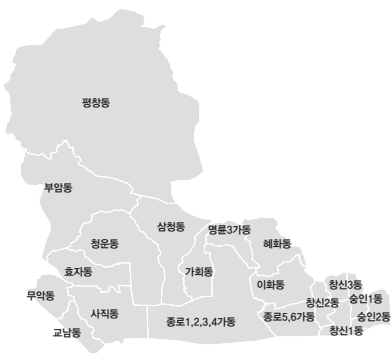 평창동
부암동
삼청동
명륜3가동
청운동
혜화동
효자동
가회동
이화동
창신3동
무악동
숭인1동
창신2동
사직동
종로1,2,3,4가동
종로5,6가동
숭인2동
교남동
창신1동